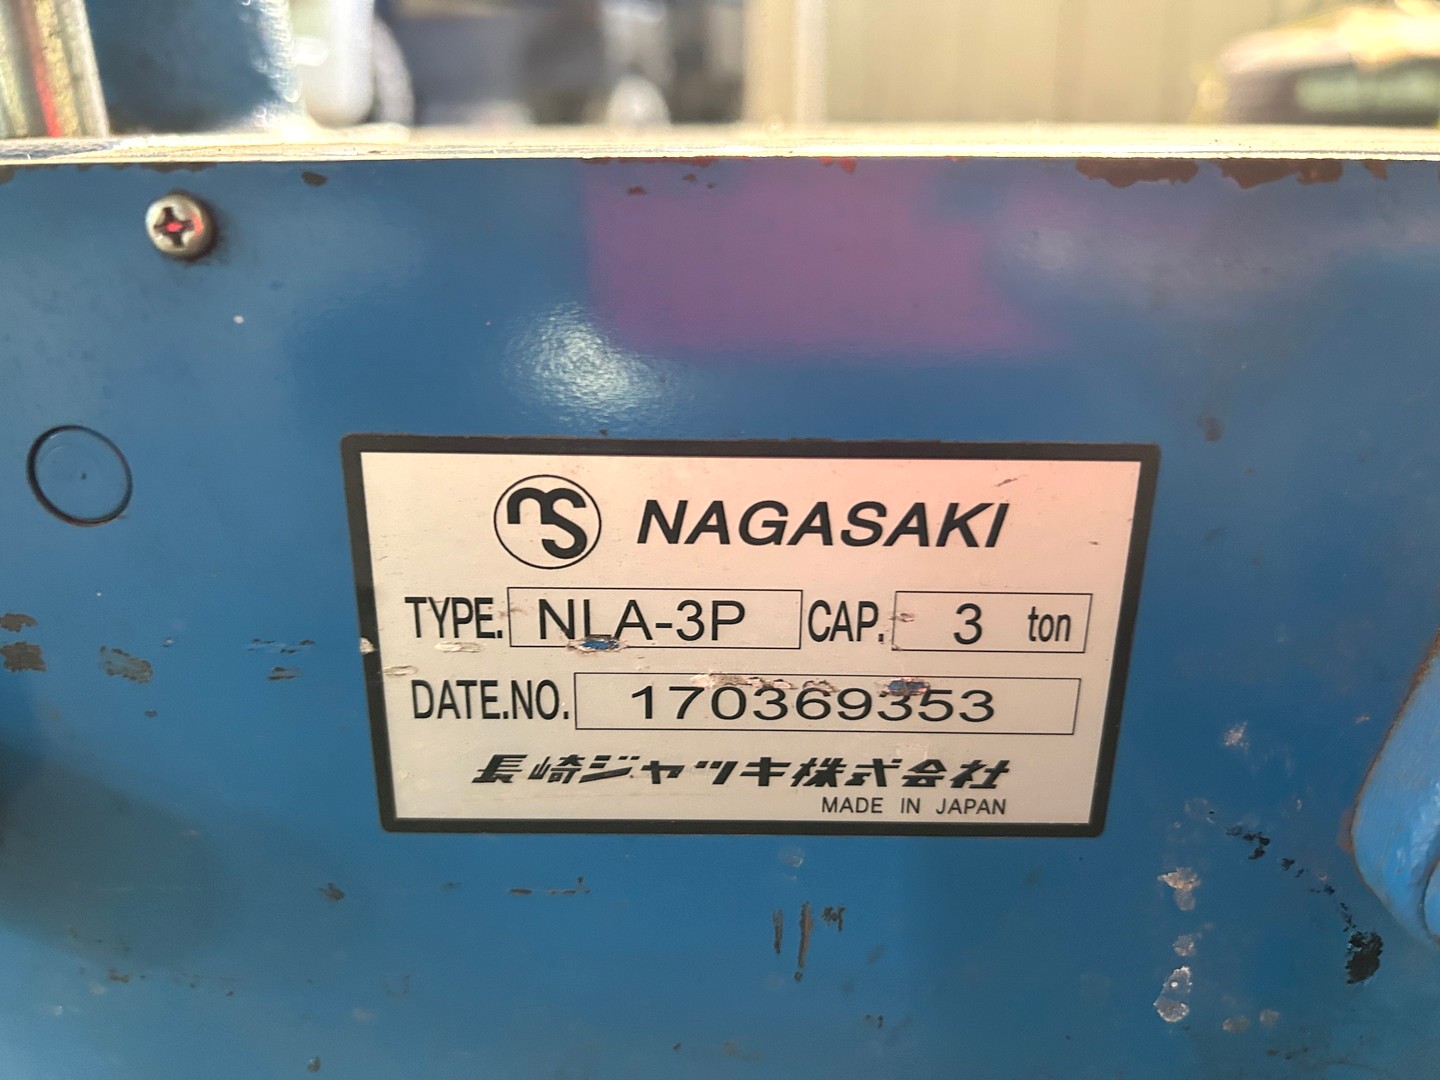 ns NAGASAKI
TYPE. NLA-3P CAP. 3 ton
DATE.NO. 170369353
長崎ジャッキ株式会社
MADE IN JAPAN